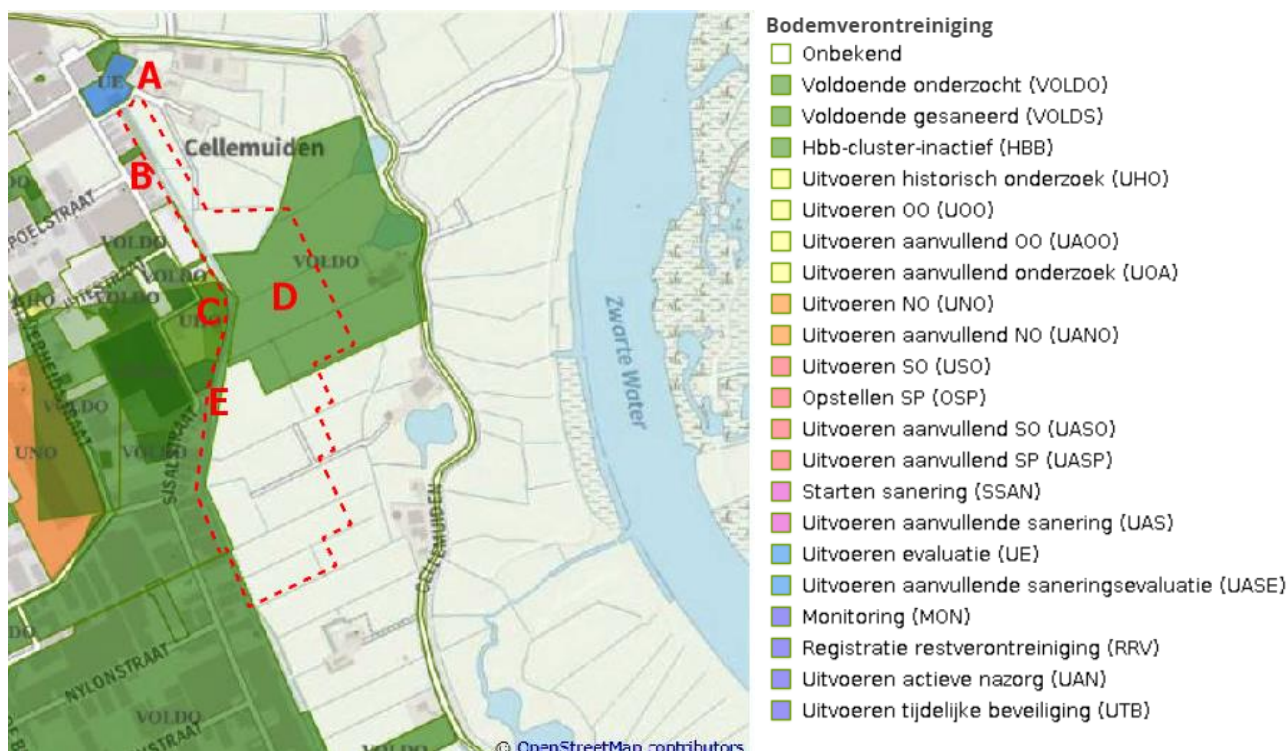 UE
A
Cellemuiden
B
POELSTRAAT
VOLDO
VOLDO
VOLDO
VOLDO
C
D
E
Zwarte Water
VOLDO
UNO
SISALSTRAAT
CELLEMUIDEN
NYLONSTRAAT
VOLDO
VOLDO
© OpenStreetMap contributors
Bodemverontreiniging
Onbekend
Voldoende onderzocht (VOLDO)
Voldoende gesaneerd (VOLDS)
Hbb-cluster-inactief (HBB)
Uitvoeren historisch onderzoek (UHO)
Uitvoeren OO (UOO)
Uitvoeren aanvullend OO (UAOO)
Uitvoeren aanvullend onderzoek (UOA)
Uitvoeren NO (UNO)
Uitvoeren aanvullend NO (UANO)
Uitvoeren SO (USO)
Opstellen SP (OSP)
Uitvoeren aanvullend SO (UASO)
Uitvoeren aanvullend SP (UASP)
Starten sanering (SSAN)
Uitvoeren aanvullende sanering (UAS)
Uitvoeren evaluatie (UE)
Uitvoeren aanvullende saneringsevaluatie (UASE)
Monitoring (MON)
Registratie restverontreiniging (RRV)
Uitvoeren actieve nazorg (UAN)
Uitvoeren tijdelijke beveiliging (UTB)